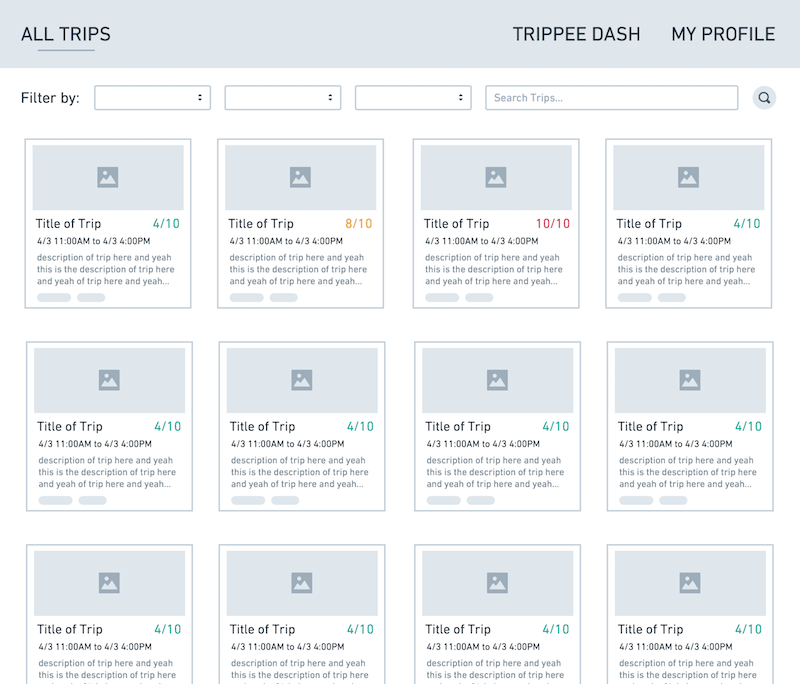 ALL TRIPS TRIPPEE DASH MY PROFILE
Filter by: Search Trips...
Title of Trip 4/10
4/3 11:00AM to 4/3 4:00PM
description of trip here and yeah
this is the description of trip here
and yeah of trip here and yeah...
Title of Trip 8/10
4/3 11:00AM to 4/3 4:00PM
description of trip here and yeah
this is the description of trip here
and yeah of trip here and yeah...
Title of Trip 10/10
4/3 11:00AM to 4/3 4:00PM
description of trip here and yeah
this is the description of trip here
and yeah of trip here and yeah...
Title of Trip 4/10
4/3 11:00AM to 4/3 4:00PM
description of trip here and yeah
this is the description of trip here
and yeah of trip here and yeah...
Title of Trip 4/10
4/3 11:00AM to 4/3 4:00PM
description of trip here and yeah
this is the description of trip here
and yeah of trip here and yeah...
Title of Trip 4/10
4/3 11:00AM to 4/3 4:00PM
description of trip here and yeah
this is the description of trip here
and yeah of trip here and yeah...
Title of Trip 4/10
4/3 11:00AM to 4/3 4:00PM
description of trip here and yeah
this is the description of trip here
and yeah of trip here and yeah...
Title of Trip 4/10
4/3 11:00AM to 4/3 4:00PM
description of trip here and yeah
this is the description of trip here
and yeah of trip here and yeah...
Title of Trip 4/10
4/3 11:00AM to 4/3 4:00PM
description of trip here and yeah
this is the description of trip here
Title of Trip 4/10
4/3 11:00AM to 4/3 4:00PM
description of trip here and yeah
this is the description of trip here
Title of Trip 4/10
4/3 11:00AM to 4/3 4:00PM
description of trip here and yeah
this is the description of trip here
Title of Trip 4/10
4/3 11:00AM to 4/3 4:00PM
description of trip here and yeah
this is the description of trip here